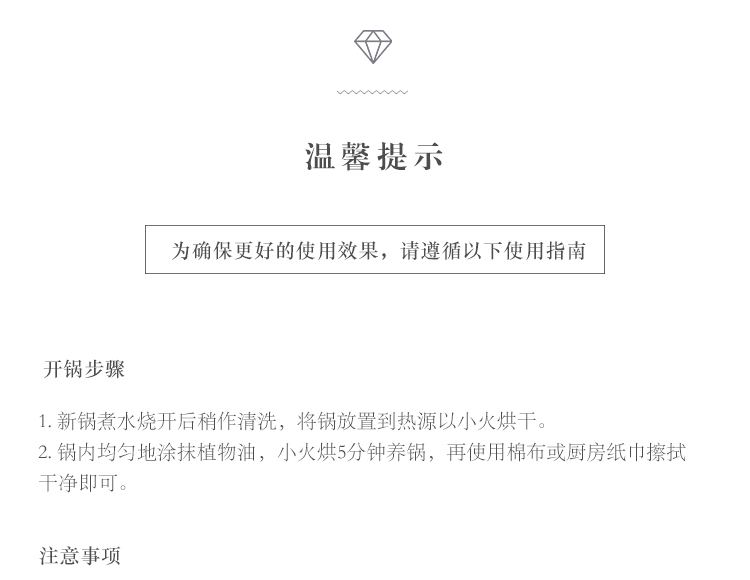 温馨提示
为确保更好的使用效果，请遵循以下使用指南
开锅步骤
1. 新锅煮水烧开后稍作清洗，将锅放置到热源以小火烘干。
2. 锅内均匀地涂抹植物油，小火烘5分钟养锅，再使用棉布或厨房纸巾擦拭
干净即可。
注意事项